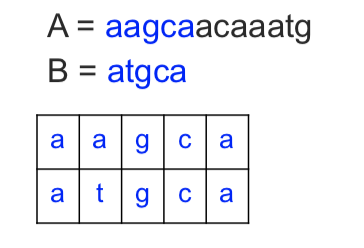 A = aagcaacaaatg
B = atgca
a a g c a
a t g c a